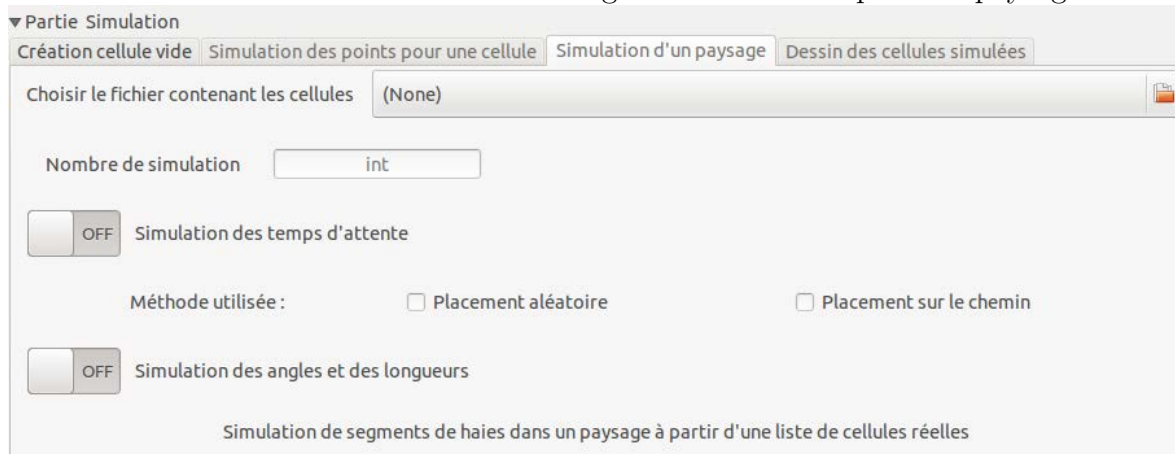 Partie Simulation
Création cellule vide Simulation des points pour une cellule Simulation d'un paysage Dessin des cellules simulées
Choisir le fichier contenant les cellules (None)
Nombre de simulation int
OFF Simulation des temps d'attente
Méthode utilisée : Placement aléatoire Placement sur le chemin
OFF Simulation des angles et des longueurs
Simulation de segments de haies dans un paysage à partir d'une liste de cellules réelles